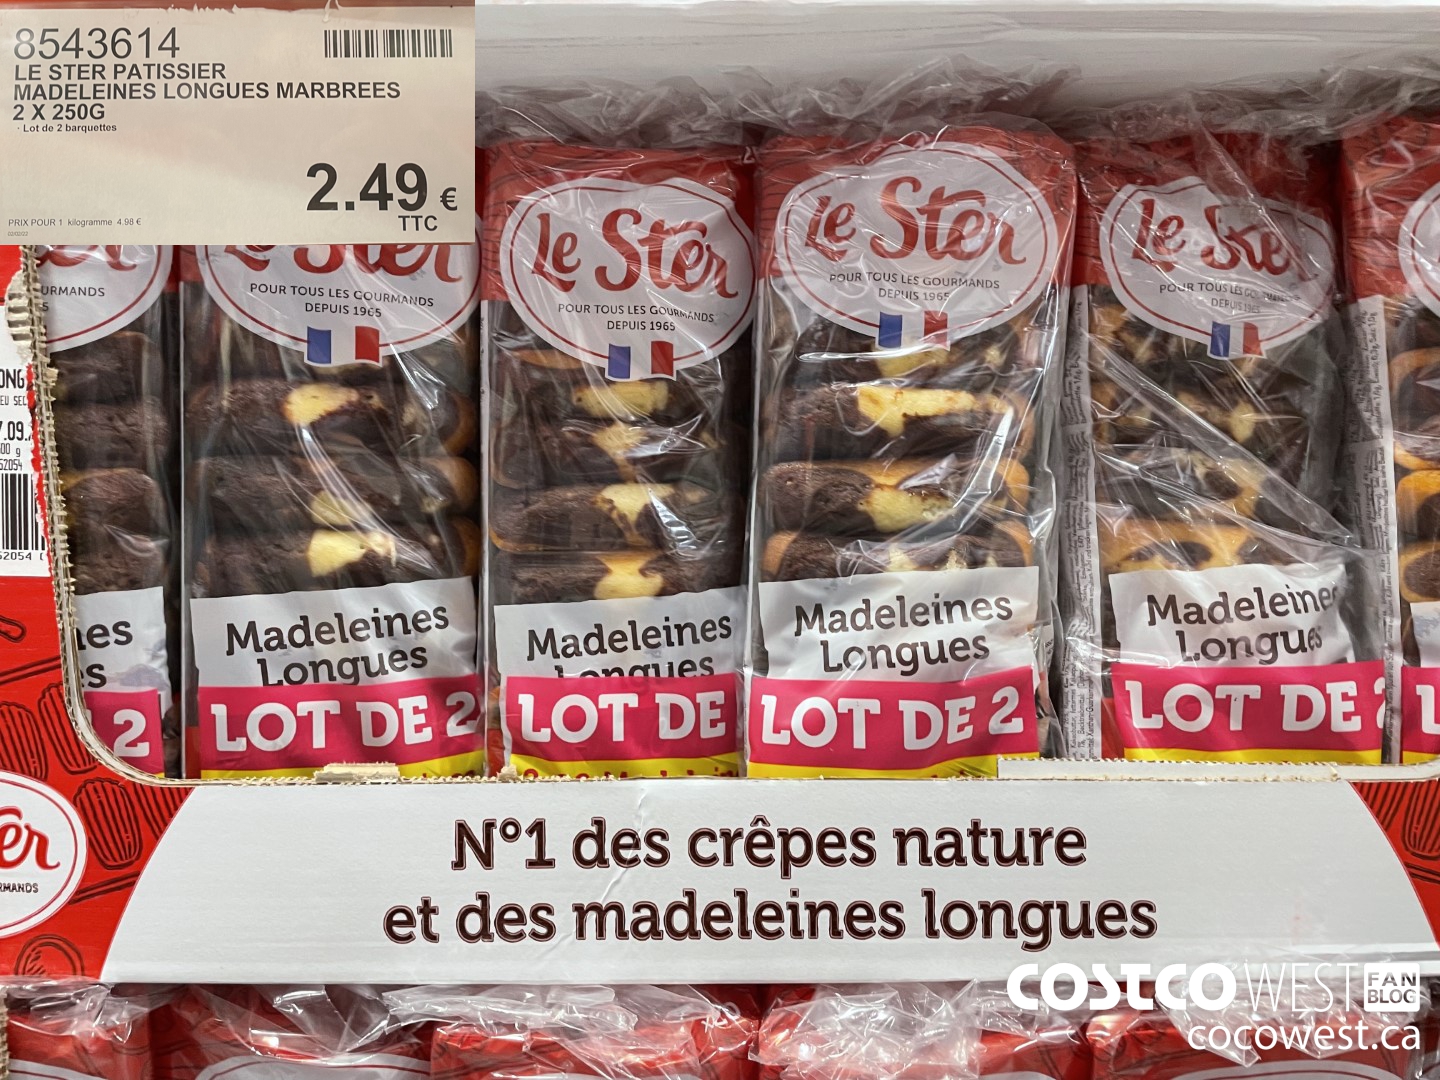 8543614
LE STER PATISSIER
MADELEINES LONGUES MARBREES
2 X 250G
· Lot de 2 barquettes
2.49 €
TTC
PRIX POUR 1 kilogramme 4.98 €
Le Ster
POUR TOUS LES GOURMANDS
DEPUIS 1965
Le Ster
POUR TOUS LES GOURMANDS
DEPUIS 1965
Le Ster
POUR TOUS LES GOURMANDS
DEPUIS 1965
Le Ster
POUR TOUS LES GOURMANDS
DEPUIS 1965
Madeleines
Longues
LOT DE 2
Madeleines
Longues
LOT DE
Madeleines
Longues
LOT DE 2
Madeleines
Longues
LOT DE 2
2
N°1 des crêpes nature
et des madeleines longues
COSTCO WEST FAN BLOG
cocowest.ca